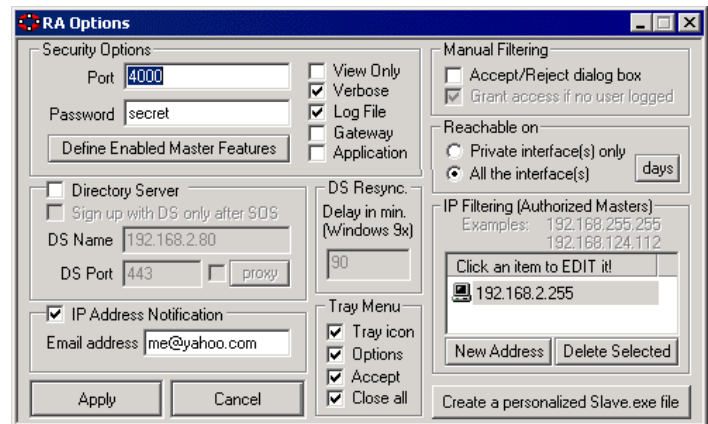 RA Options
Security Options
Port 4000
Password secret
Define Enabled Master Features
View Only
Verbose
Log File
Gateway
Application
Manual Filtering
Accept/Reject dialog box
Grant access if no user logged
Reachable on
Private interface(s) only
All the interface(s)
days
Directory Server
Sign up with DS only after SOS
DS Name 192.168.2.80
DS Port 443 proxy
DS Resync.
Delay in min.
(Windows 9x)
90
IP Filtering (Authorized Masters)
Examples: 192.168.255.255
192.168.124.112
Click an item to EDIT it!
192.168.2.255
New Address Delete Selected
IP Address Notification
Email address me@yahoo.com
Tray Menu
Tray icon
Options
Accept
Close all
Apply Cancel
Create a personalized Slave.exe file